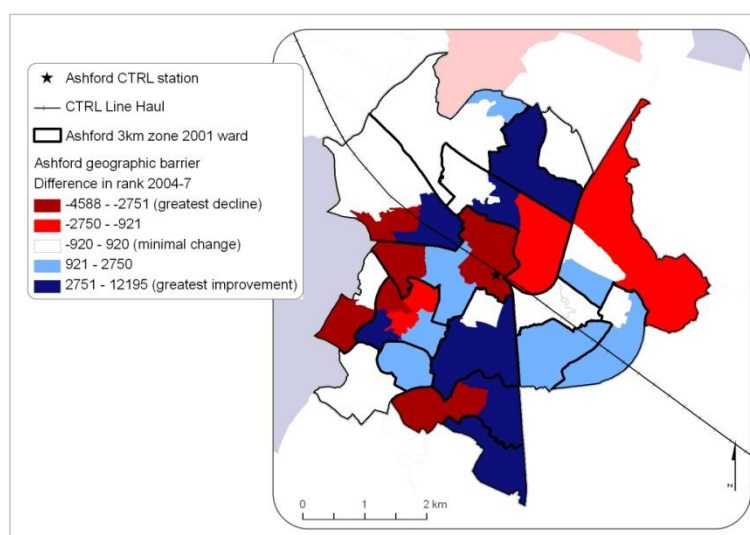 Ashford CTRL station
CTRL Line Haul
Ashford 3km zone 2001 ward
Ashford geographic barrier
Difference in rank 2004-7
-4588 - -2751 (greatest decline)
-2750 - -921
-920 - 920 (minimal change)
921 - 2750
2751 - 12195 (greatest improvement)
0 1 2 km
N